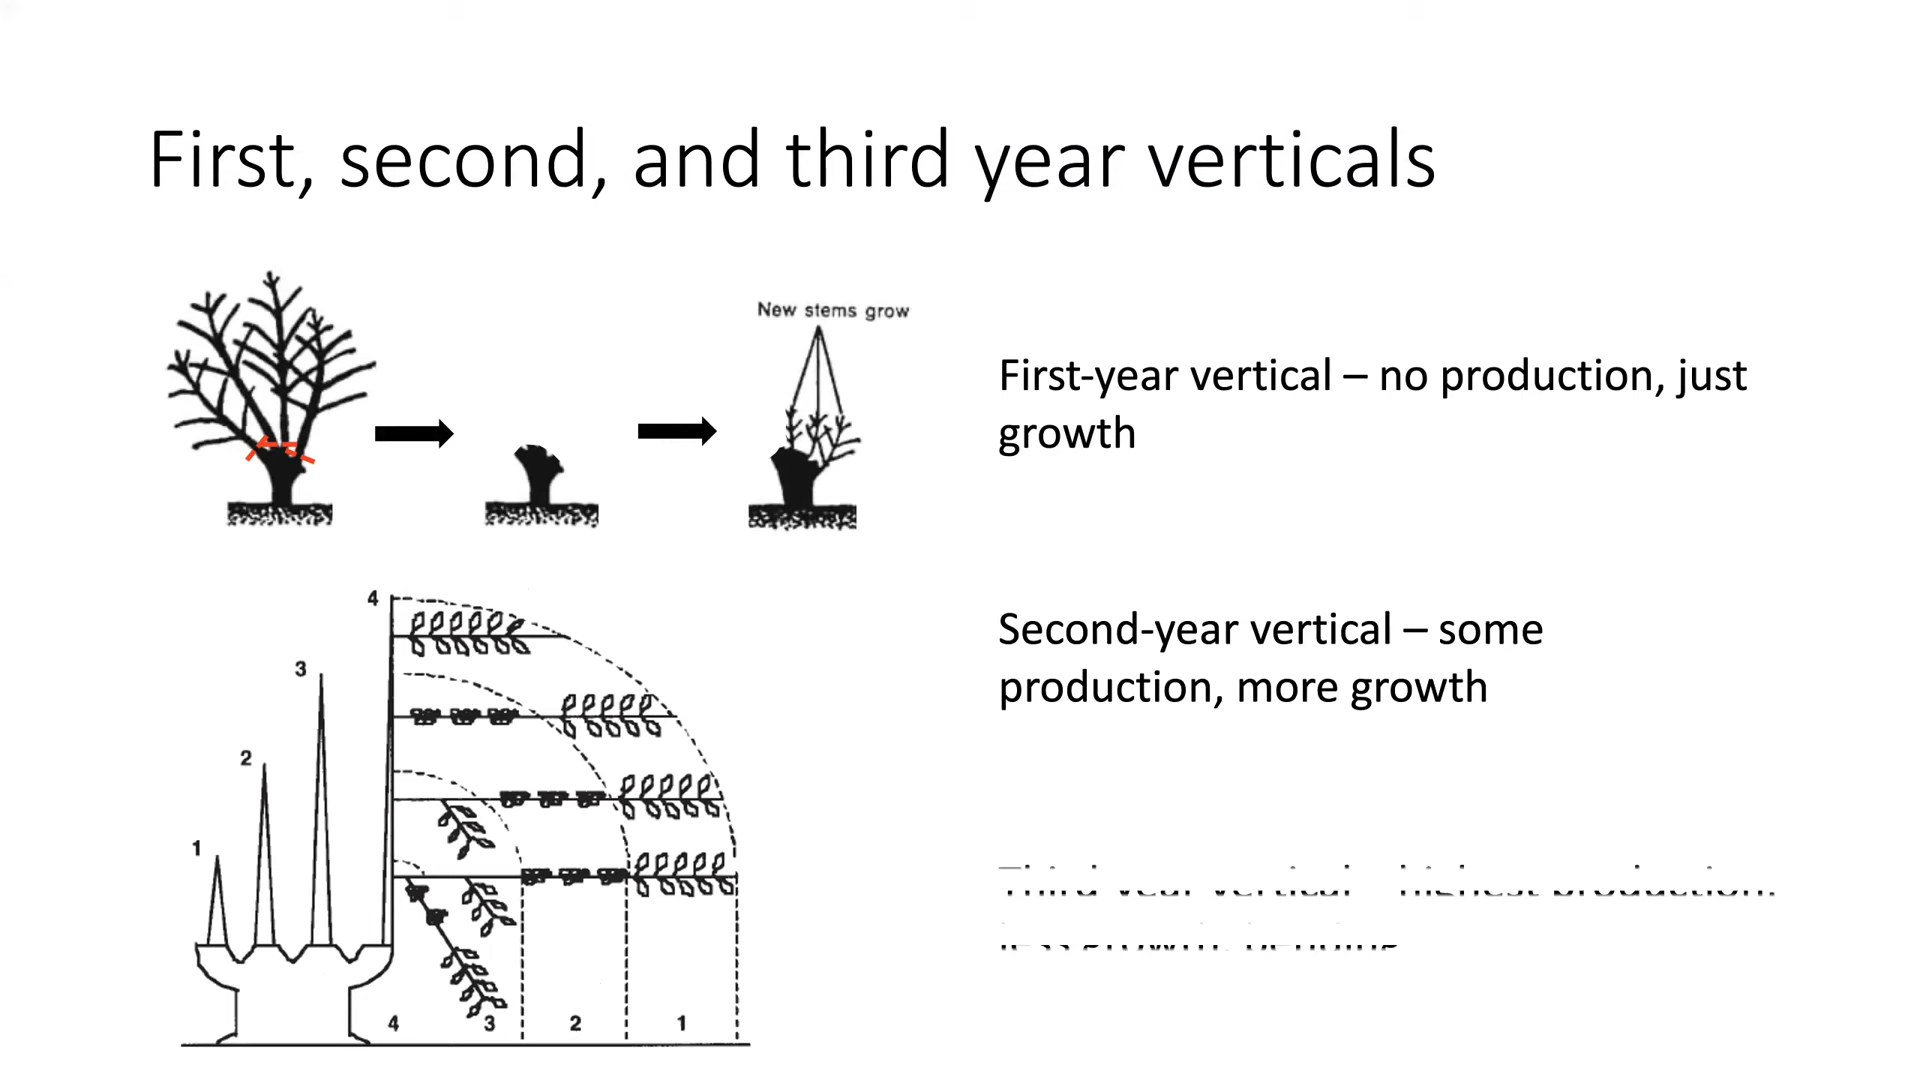 First, second, and third year verticals
New stems grow
First-year vertical – no production, just
growth
4
3
2
1
Second-year vertical – some
production, more growth
4 3 2 1